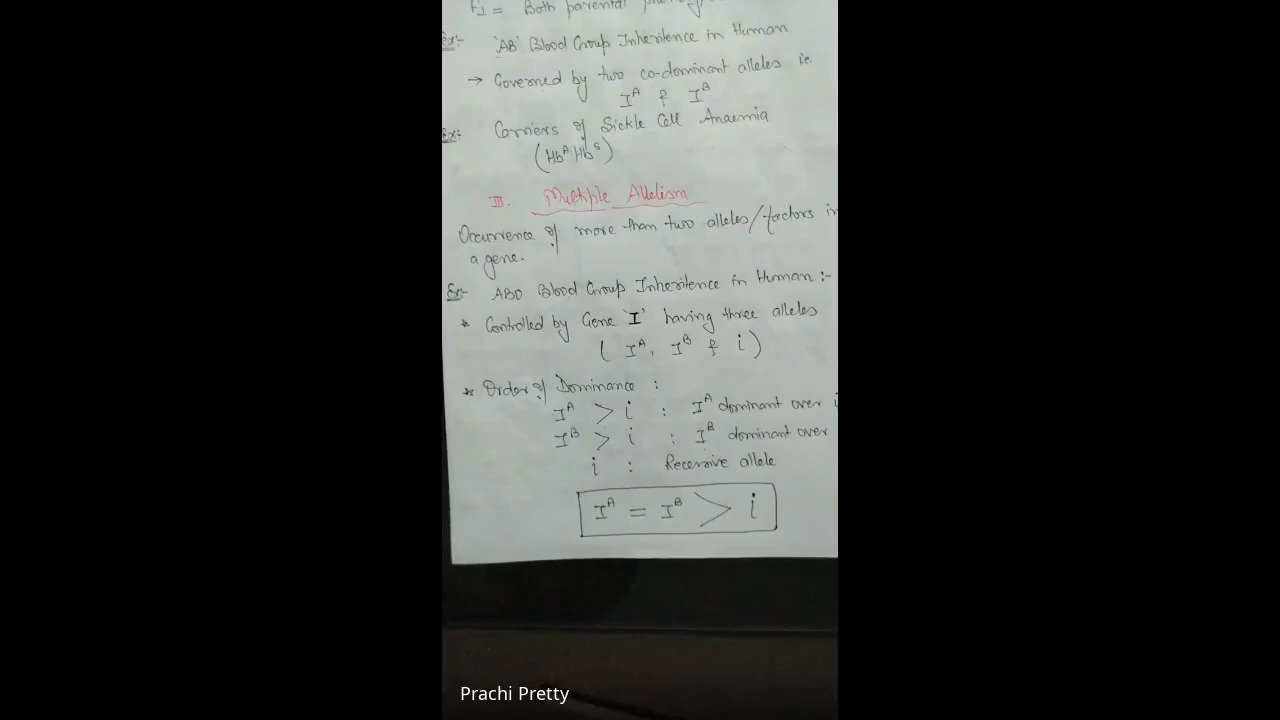 F1 = Both parental
Ex:- 'AB' Blood Group Inheritence in Human
→ Governed by two co-dominant alleles ie.
I^A & I^B
Ex:- Carriers of Sickle Cell Anaemia
(Hb^A Hb^S)
III. Multiple Allelism
Occurrence of more than two alleles/factors in
a gene.
Ex:- ABO Blood Group Inheritence in Human :-
* Controlled by Gene 'I' having three alleles
( I^A, I^B & i )
* Order of Dominance :
I^A > i : I^A dominant over i
I^B > i : I^B dominant over
i : Recessive allele
I^A = I^B > i
Prachi Pretty